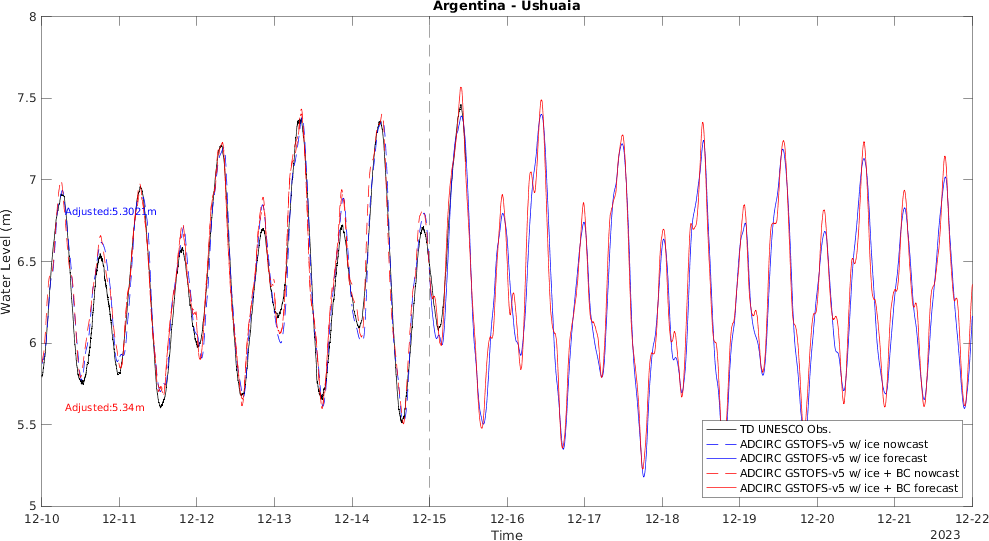 Argentina - Ushuaia
Water Level (m)
8
7.5
7
6.5
6
5.5
5
Adjusted:5.3021m
Adjusted:5.34m
TD UNESCO Obs.
ADCIRC GSTOFS-v5 w/ ice nowcast
ADCIRC GSTOFS-v5 w/ ice forecast
ADCIRC GSTOFS-v5 w/ ice + BC nowcast
ADCIRC GSTOFS-v5 w/ ice + BC forecast
12-10 12-11 12-12 12-13 12-14 12-15 12-16 12-17 12-18 12-19 12-20 12-21 12-22
Time
2023